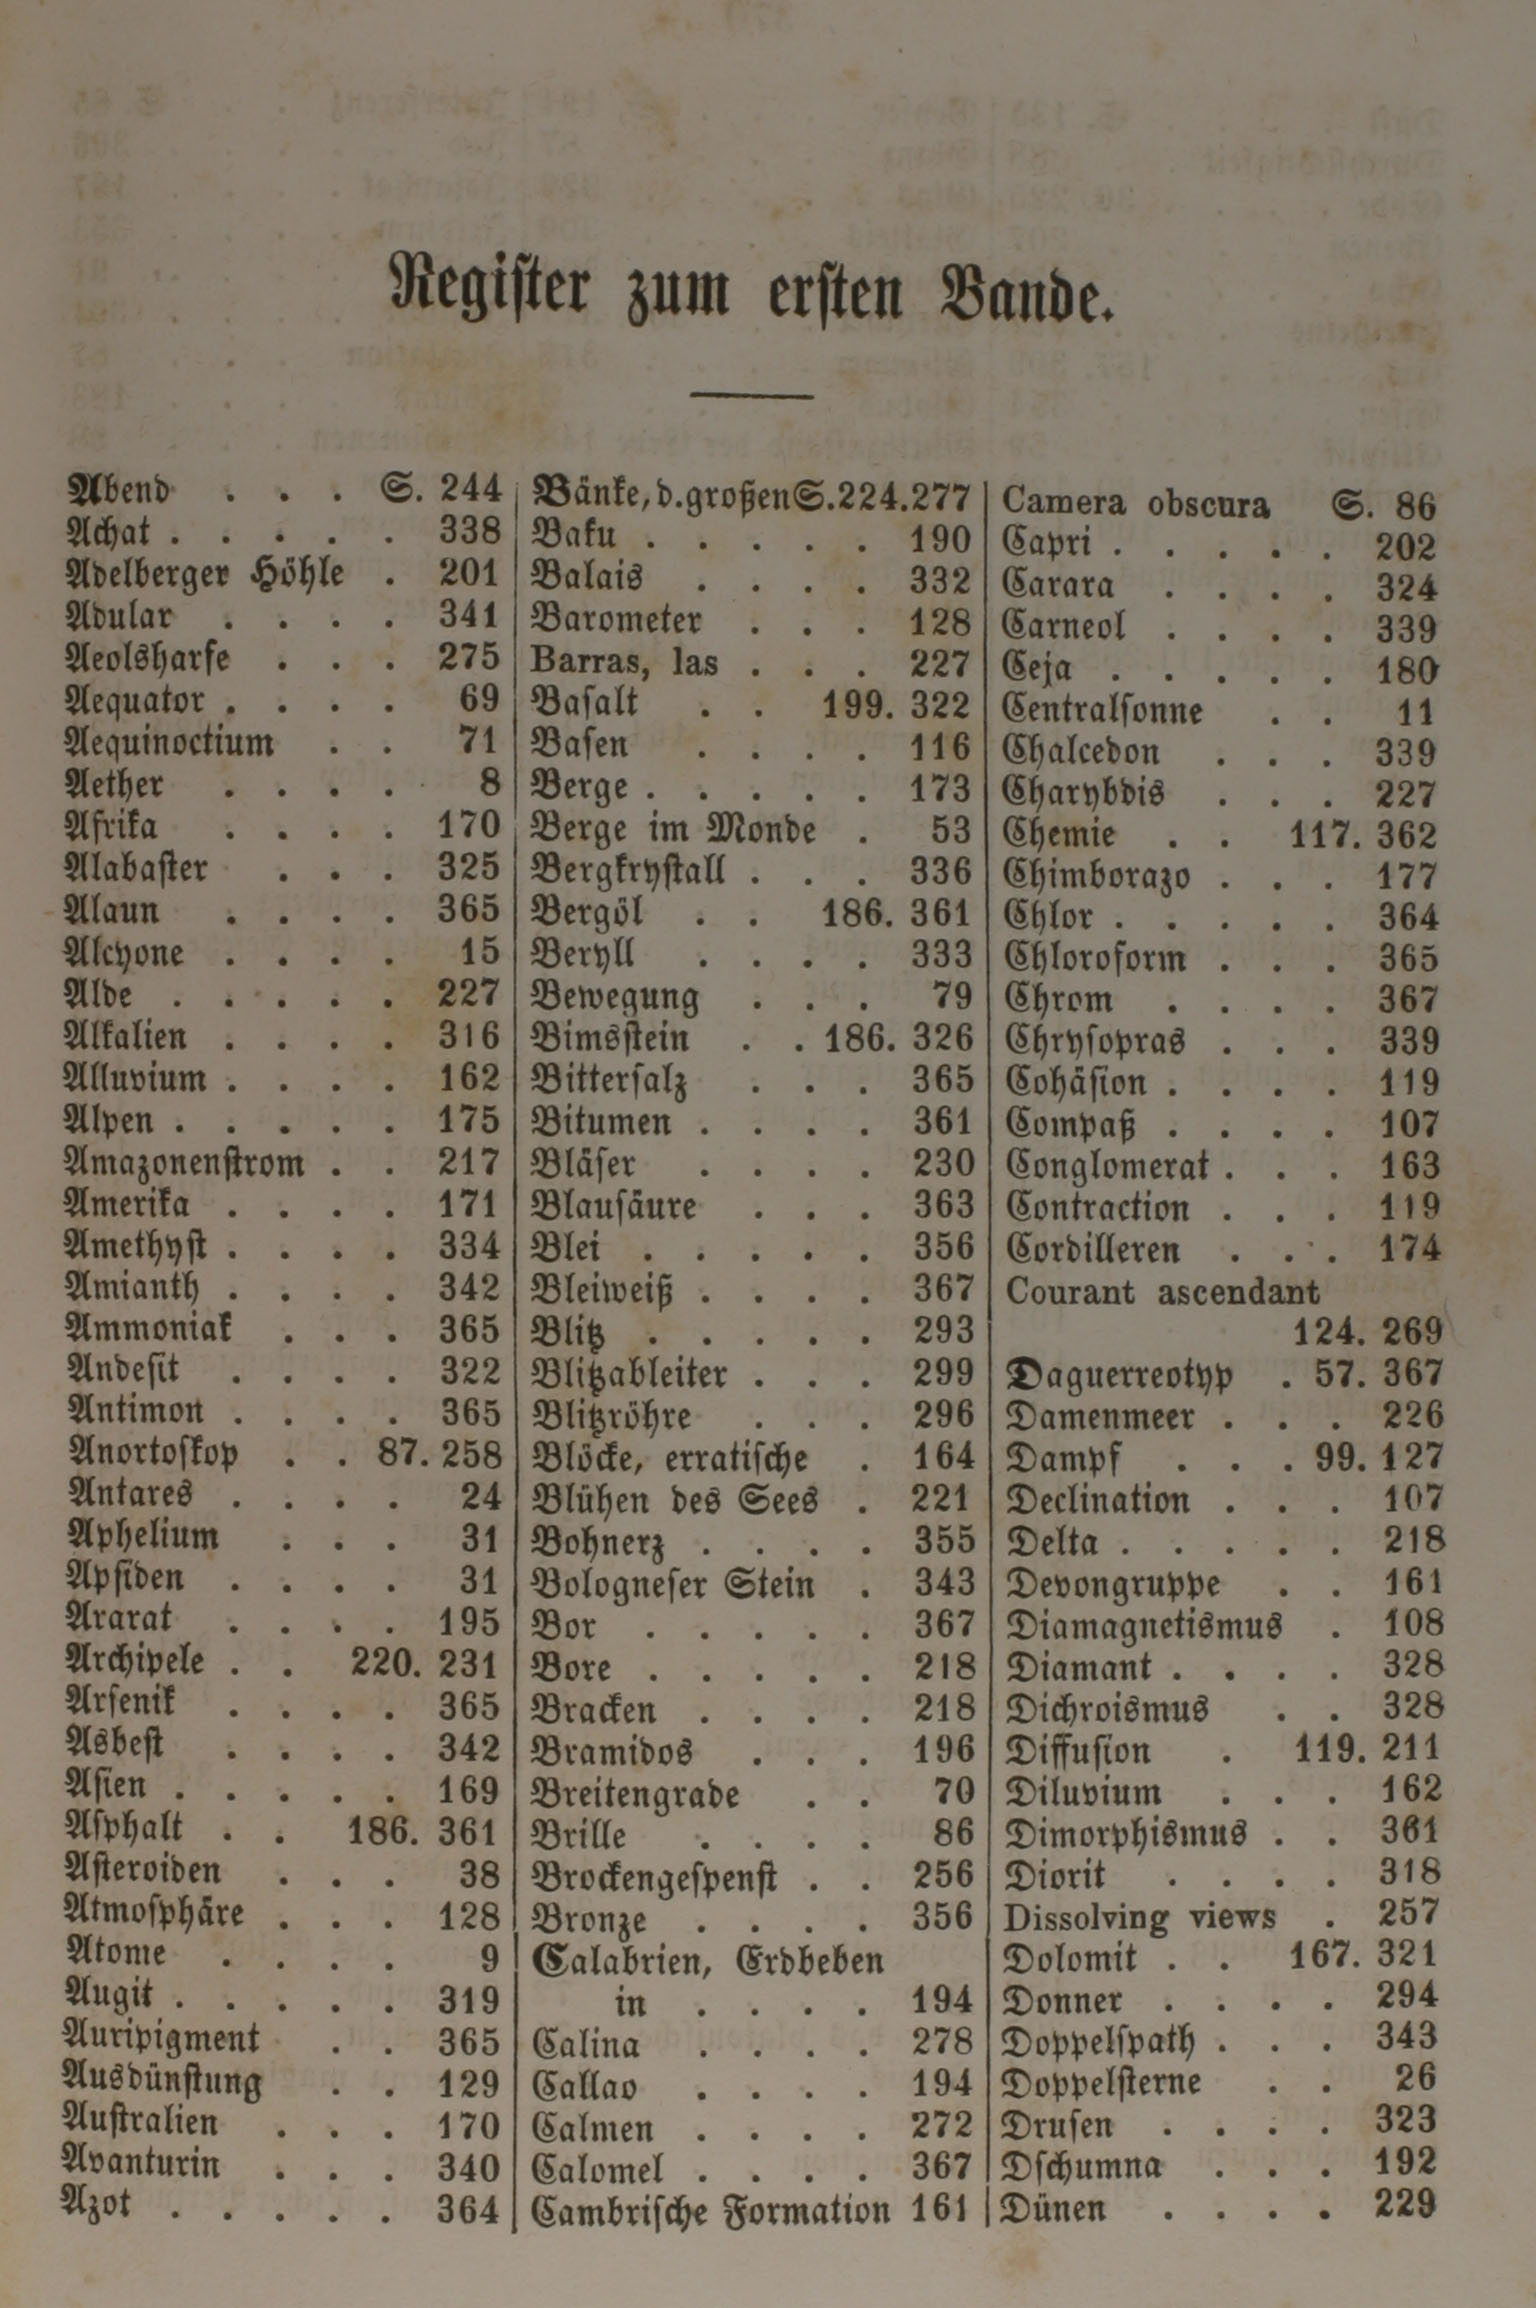 Register zum ersten Bande.
Abend . . . S. 244
Achat . . . . . 338
Adelberger Höhle . 201
Adular . . . . 341
Aeolsharfe . . . 275
Aequator . . . . 69
Aequinoctium . . 71
Aether . . . . 8
Afrika . . . . 170
Alabaster . . . 325
Alaun . . . . 365
Alcyone . . . . 15
Alde . . . . . 227
Alkalien . . . . 316
Alluvium . . . . 162
Alpen . . . . . 175
Amazonenstrom . . 217
Amerika . . . . 171
Amethyst . . . . 334
Amianth . . . . 342
Ammoniak . . . 365
Andesit . . . . 322
Antimon . . . . 365
Anortoskop . . 87. 258
Antares . . . . 24
Aphelium . . . 31
Apsiden . . . . 31
Ararat . . . . 195
Archipele . . 220. 231
Arsenik . . . . 365
Asbest . . . . 342
Asien . . . . . 169
Asphalt . . 186. 361
Asteroiden . . . 38
Atmosphäre . . . 128
Atome . . . . 9
Augit . . . . . 319
Auripigment . . 365
Ausdünstung . . 129
Australien . . . 170
Avanturin . . . 340
Azot . . . . . 364
Bänke, d. großen S. 224. 277
Baku . . . . . 190
Balais . . . . 332
Barometer . . . 128
Barras, las . . . 227
Basalt . . 199. 322
Basen . . . . 116
Berge . . . . . 173
Berge im Monde . 53
Bergkrystall . . . 336
Bergöl . . 186. 361
Beryll . . . . 333
Bewegung . . . 79
Bimsstein . . 186. 326
Bittersalz . . . 365
Bitumen . . . . 361
Bläser . . . . 230
Blausäure . . . 363
Blei . . . . . 356
Bleiweiß . . . . 367
Blitz . . . . . 293
Blitzableiter . . . 299
Blitzröhre . . . 296
Blöcke, erratische . 164
Blühen des Sees . 221
Bohnerz . . . . 355
Bologneser Stein . 343
Bor . . . . . 367
Bore . . . . . 218
Bracken . . . . 218
Bramidos . . . 196
Breitengrade . . 70
Brille . . . . 86
Brockengespenst . . 256
Bronze . . . . 356
Calabrien, Erdbeben
in . . . . 194
Calina . . . . 278
Callao . . . . 194
Calmen . . . . 272
Calomel . . . . 367
Cambrische Formation 161
Camera obscura S. 86
Capri . . . . . 202
Carara . . . . 324
Carneol . . . . 339
Ceja . . . . . 180
Centralsonne . . 11
Chalcedon . . . 339
Charybdis . . . 227
Chemie . . 117. 362
Chimborazo . . . 177
Chlor . . . . . 364
Chloroform . . . 365
Chrom . . . . 367
Chrysopras . . . 339
Cohäsion . . . . 119
Compaß . . . . 107
Conglomerat . . . 163
Contraction . . . 119
Cordilleren . . . 174
Courant ascendant
124. 269
Daguerreotyp . 57. 367
Damenmeer . . . 226
Dampf . . . 99. 127
Declination . . . 107
Delta . . . . . 218
Devongruppe . . 161
Diamagnetismus . 108
Diamant . . . . 328
Dichroismus . . 328
Diffusion . 119. 211
Diluvium . . . 162
Dimorphismus . . 361
Diorit . . . . 318
Dissolving views . 257
Dolomit . . 167. 321
Donner . . . . 294
Doppelspath . . . 343
Doppelsterne . . 26
Drusen . . . . 323
Dschumna . . . 192
Dünen . . . . 229